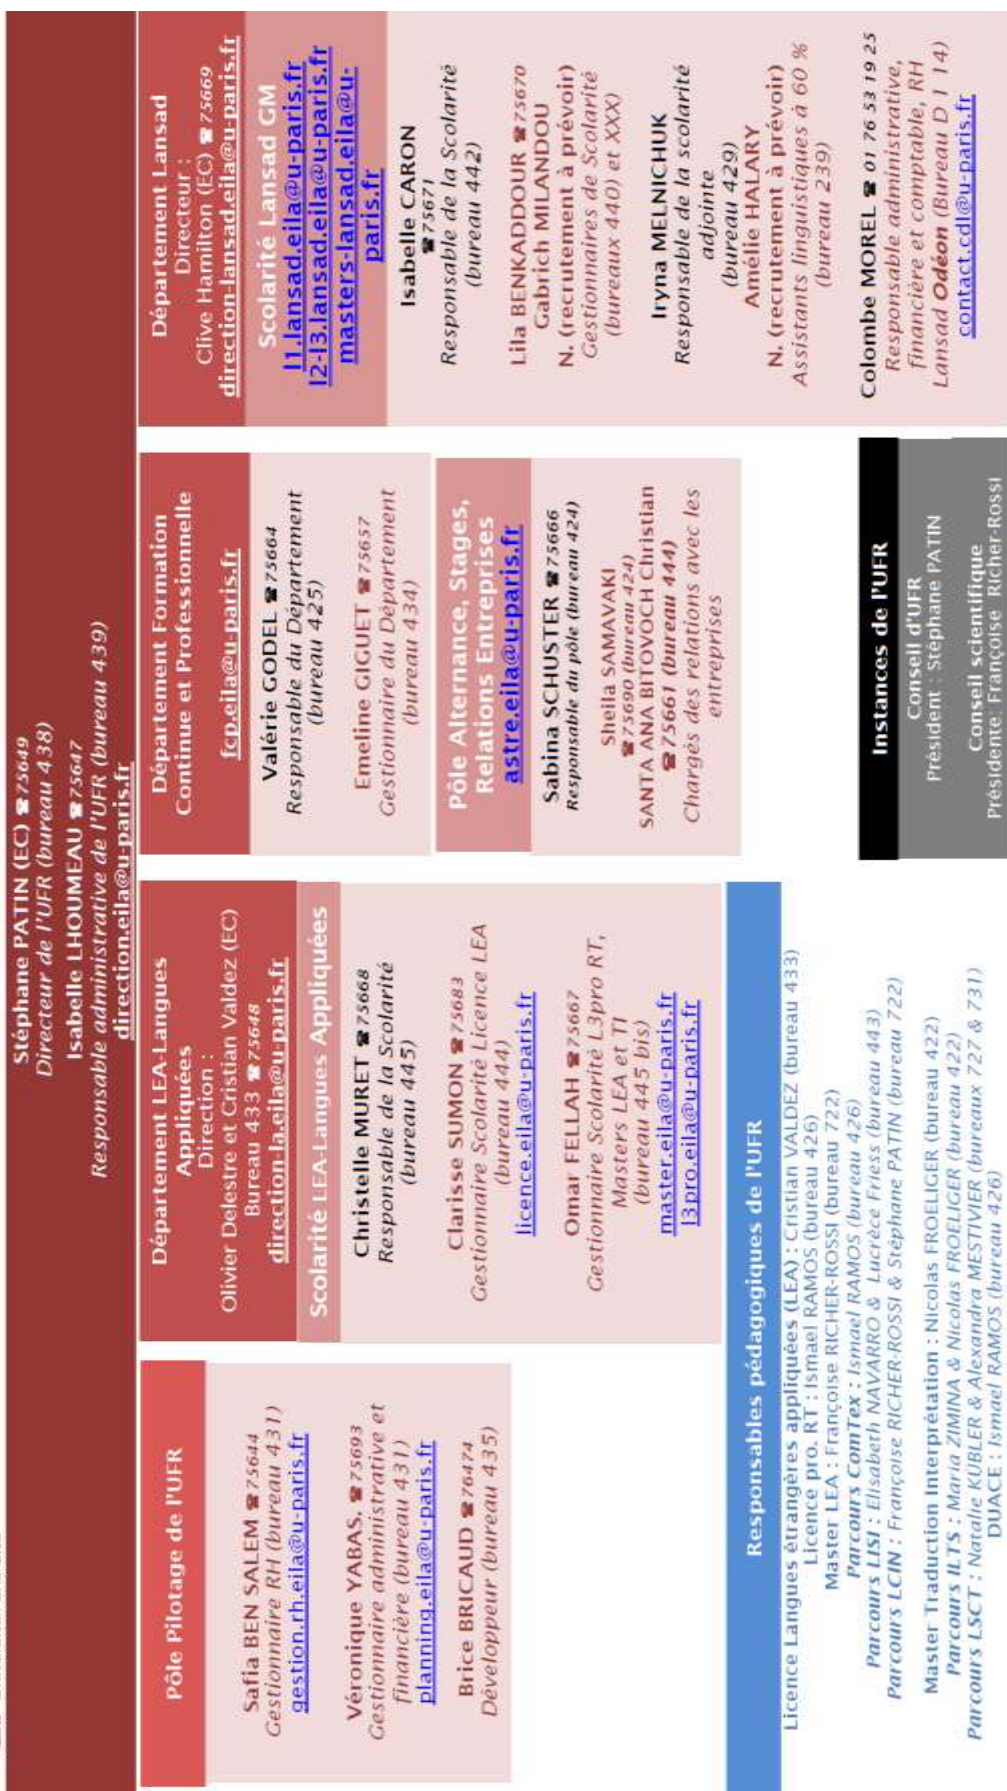 Stéphane PATIN (EC) ☎75649
Directeur de l'UFR (bureau 438)
Isabelle LHOUMEAU ☎75647
Responsable administrative de l'UFR (bureau 439)
direction.eila@u-paris.fr
Pôle Pilotage de l'UFR
Safia BEN SALEM ☎75644
Gestionnaire RH (bureau 431)
gestion.rh.eila@u-paris.fr
Véronique YABAS, ☎75693
Gestionnaire administrative et
financière (bureau 431)
planning.eila@u-paris.fr
Brice BRICAUD ☎76474
Développeur (bureau 435)
Département LEA-Langues
Appliquées
Direction :
Olivier Delestre et Cristian Valdez (EC)
Bureau 433 ☎75648
direction-la.eila@u-paris.fr
Scolarité LEA-Langues Appliquées
Christelle MURET ☎75668
Responsable de la Scolarité
(bureau 445)
Clarisse SUMON ☎75683
Gestionnaire Scolarité Licence LEA
(bureau 444)
licence.eila@u-paris.fr
Omar FELLAH ☎75667
Gestionnaire Scolarité L3pro RT,
Masters LEA et TI
(bureau 445 bis)
master.eila@u-paris.fr
l3pro.eila@u-paris.fr
Département Formation
Continue et Professionnelle
fcp.eila@u-paris.fr
Valérie GODEL ☎75664
Responsable du Département
(bureau 425)
Emeline GIGUET ☎75657
Gestionnaire du Département
(bureau 434)
Pôle Alternance, Stages,
Relations Entreprises
astre.eila@u-paris.fr
Sabina SCHUSTER ☎75666
Responsable du pôle (bureau 424)
Sheila SAMAVAKI
☎75690 (bureau 424)
SANTA ANA BITOVOCH Christian
☎75661 (bureau 444)
Chargés des relations avec les
entreprises
Département Lansad
Directeur :
Clive Hamilton (EC) ☎75669
direction-lansad.eila@u-paris.fr
Scolarité Lansad GM
l1.lansad.eila@u-paris.fr
l2-l3.lansad.eila@u-paris.fr
masters-lansad.eila@u-
paris.fr
Isabelle CARON
☎75671
Responsable de la Scolarité
(bureau 442)
Lila BENKADDOUR ☎75670
Gabrich MILANDOU
N. (recrutement à prévoir)
Gestionnaires de Scolarité
(bureaux 440) et XXX)
Iryna MELNICHUK
Responsable de la scolarité
adjointe
(bureau 429)
Amélie HALARY
N. (recrutement à prévoir)
Assistants linguistiques à 60 %
(bureau 239)
Colombe MOREL ☎ 01 76 53 19 25
Responsable administrative,
financière et comptable, RH
Lansad Odéon (Bureau D 1 14)
contact.cdl@u-paris.fr
Responsables pédagogiques de l'UFR
Licence Langues étrangères appliquées (LEA) : Cristian VALDEZ (bureau 433)
Licence pro. RT : Ismael RAMOS (bureau 426)
Master LEA : Françoise RICHER-ROSSI (bureau 722)
Parcours ComTex : Ismael RAMOS (bureau 426)
Parcours LISI : Elisabeth NAVARRO & Lucrèce Friess (bureau 443)
Parcours LCIN : Françoise RICHER-ROSSI & Stéphane PATIN (bureau 722)
Master Traduction Interprétation : Nicolas FROELIGER (bureau 422)
Parcours ILTS : Maria ZIMINA & Nicolas FROELIGER (bureau 422)
Parcours LSCT : Natalie KUBLER & Alexandra MESTIVIER (bureaux 727 & 731)
DUACE : Ismael RAMOS (bureau 426)
Instances de l'UFR
Conseil d'UFR
Président : Stéphane PATIN
Conseil scientifique
Présidente : Françoise Richer-Rossi